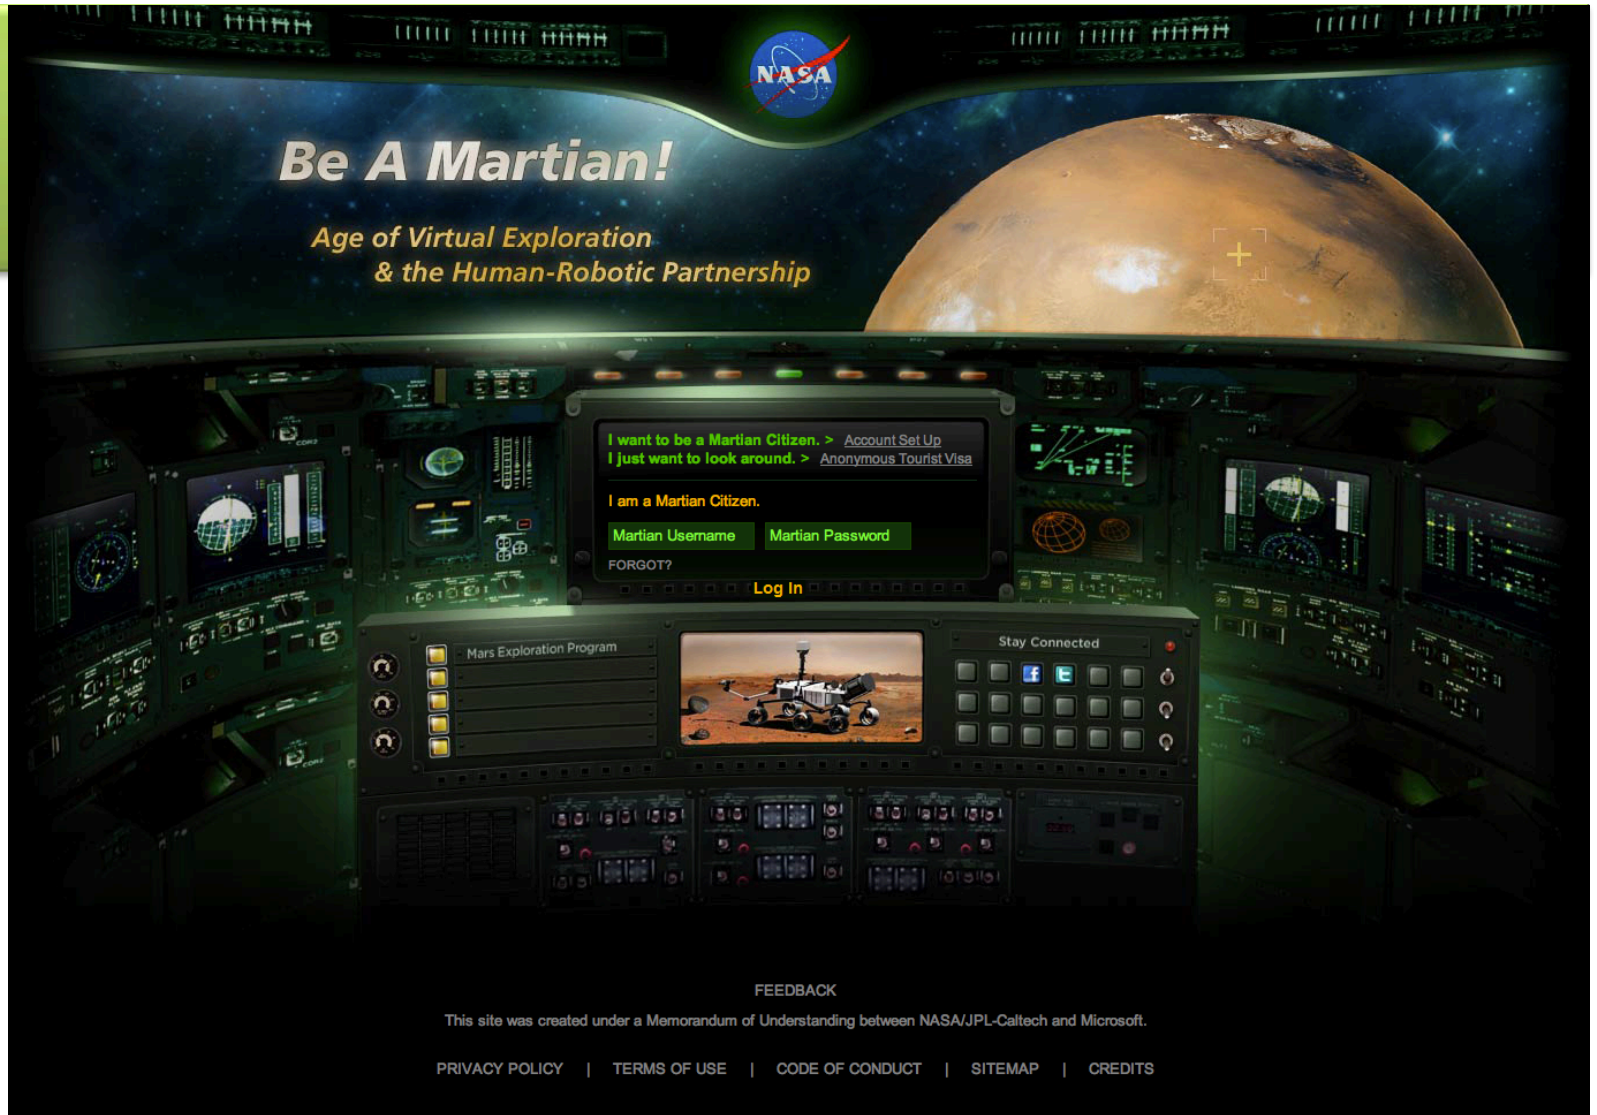 NASA
Be A Martian!
Age of Virtual Exploration
& the Human-Robotic Partnership
I want to be a Martian Citizen. > Account Set Up
I just want to look around. > Anonymous Tourist Visa
I am a Martian Citizen.
Martian Username Martian Password
FORGOT?
Log In
Mars Exploration Program
Stay Connected
FEEDBACK
This site was created under a Memorandum of Understanding between NASA/JPL-Caltech and Microsoft.
PRIVACY POLICY | TERMS OF USE | CODE OF CONDUCT | SITEMAP | CREDITS